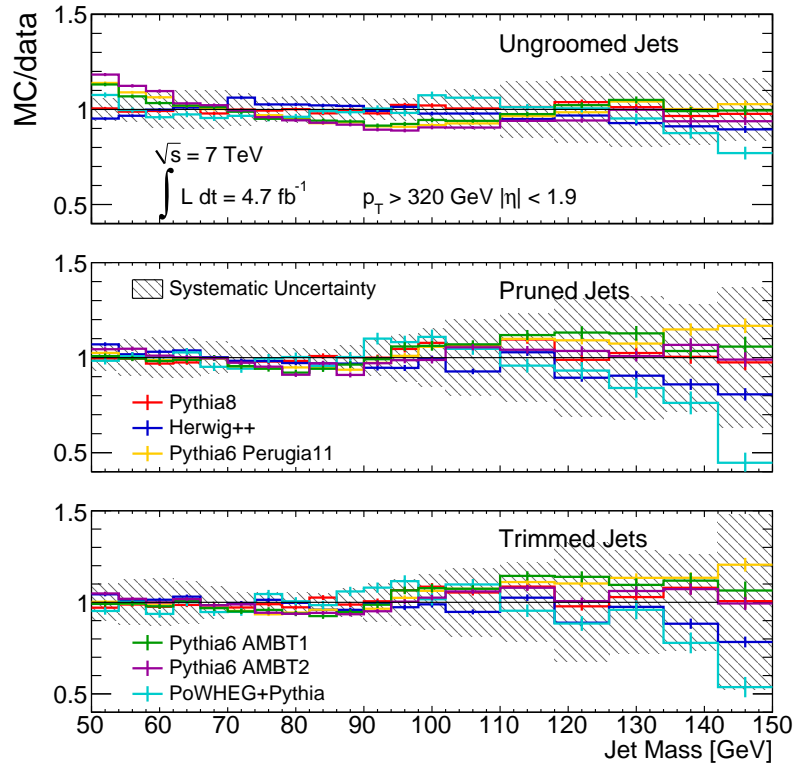 MC/data
1.5
1
0.5
Ungroomed Jets
√s = 7 TeV
∫ L dt = 4.7 fb⁻¹
p_T > 320 GeV |η| < 1.9
1.5
1
0.5
Systematic Uncertainty
Pruned Jets
Pythia8
Herwig++
Pythia6 Perugia11
1.5
1
0.5
Trimmed Jets
Pythia6 AMBT1
Pythia6 AMBT2
PoWHEG+Pythia
50 60 70 80 90 100 110 120 130 140 150
Jet Mass [GeV]